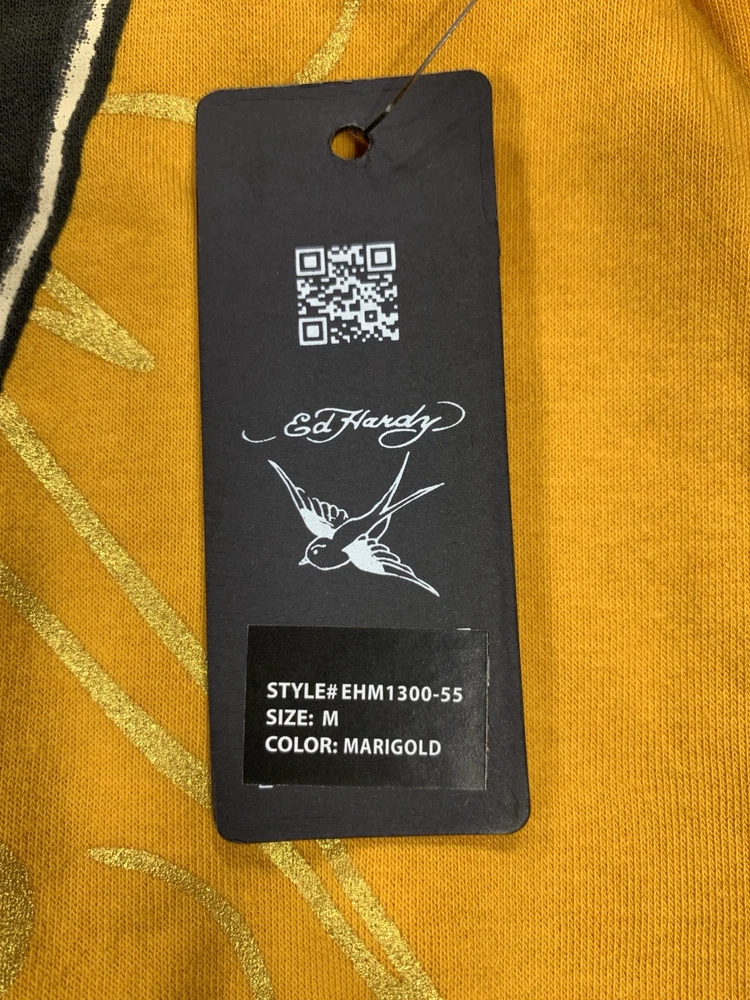 Ed Hardy
STYLE# EHM1300-55
SIZE: M
COLOR: MARIGOLD